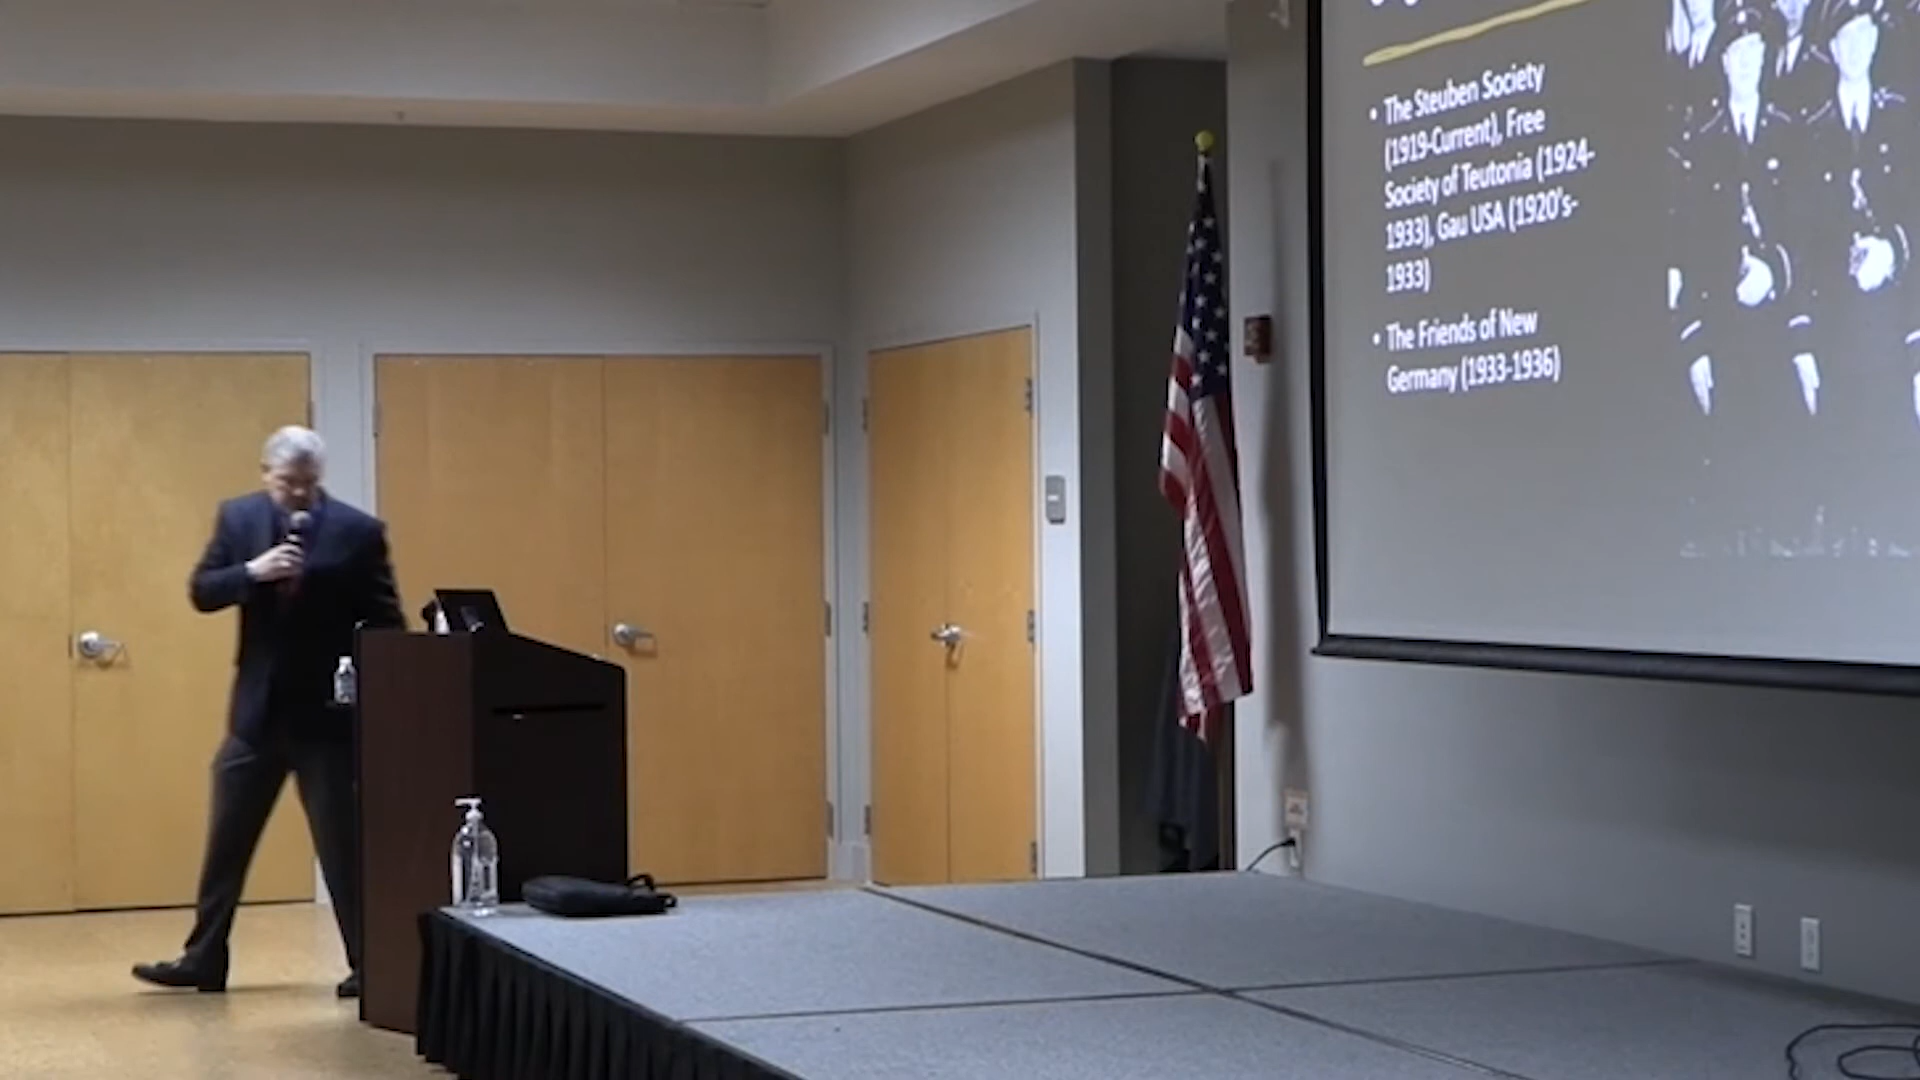 • The Steuben Society
(1919-Current), Free
Society of Teutonia (1924-
1933), Gau USA (1920's-
1933)
• The Friends of New
Germany (1933-1936)